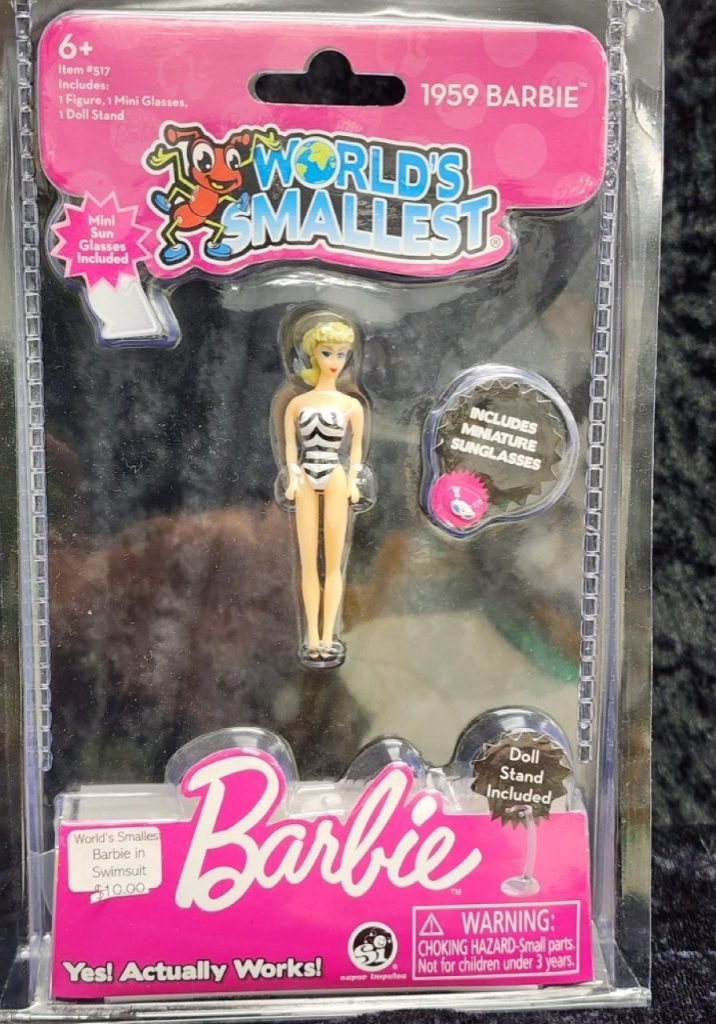 6+
Item #517
Includes:
1 Figure, 1 Mini Glasses,
1 Doll Stand
1959 BARBIE™
WORLD'S
SMALLEST®
Mini
Sun
Glasses
Included
INCLUDES
MINIATURE
SUNGLASSES
Doll
Stand
Included
World's Smalles
Barbie in
Swimsuit
$10.00
Barbie™
WARNING:
CHOKING HAZARD-Small parts.
Not for children under 3 years.
Si®
super impulse
Yes! Actually Works!